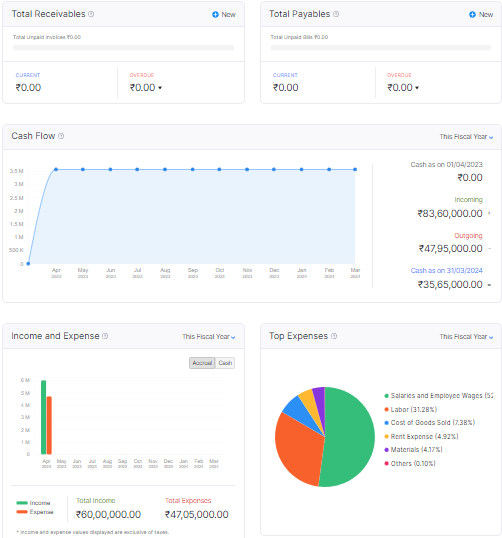 Total Receivables
New
Total Unpaid Invoices ₹0.00
CURRENT
₹0.00
OVERDUE
₹0.00
Total Payables
New
Total Unpaid Bills ₹0.00
CURRENT
₹0.00
OVERDUE
₹0.00
Cash Flow
This Fiscal Year
3.5 M
3 M
2.5 M
2 M
1.5 M
1 M
500 K
0
Apr May Jun Jul Aug Sep Oct Nov Dec Jan Feb Mar
2023 2023 2023 2023 2023 2023 2023 2023 2023 2024 2024 2024
Cash as on 01/04/2023
₹0.00
Incoming
₹83,60,000.00 +
Outgoing
₹47,95,000.00 -
Cash as on 31/03/2024
₹35,65,000.00 =
Income and Expense
This Fiscal Year
Accrual Cash
6 M
5 M
4 M
3 M
2 M
1 M
0
Apr May Jun Jul Aug Sep Oct Nov Dec Jan Feb Mar
2023 2023 2023 2023 2023 2023 2023 2023 2023 2024 2024 2024
Income
Expense
Total Income
₹60,00,000.00
Total Expenses
₹47,05,000.00
* Income and expense values displayed are exclusive of taxes.
Top Expenses
This Fiscal Year
Salaries and Employee Wages (52
Labor (31.28%)
Cost of Goods Sold (7.38%)
Rent Expense (4.92%)
Materials (4.17%)
Others (0.10%)